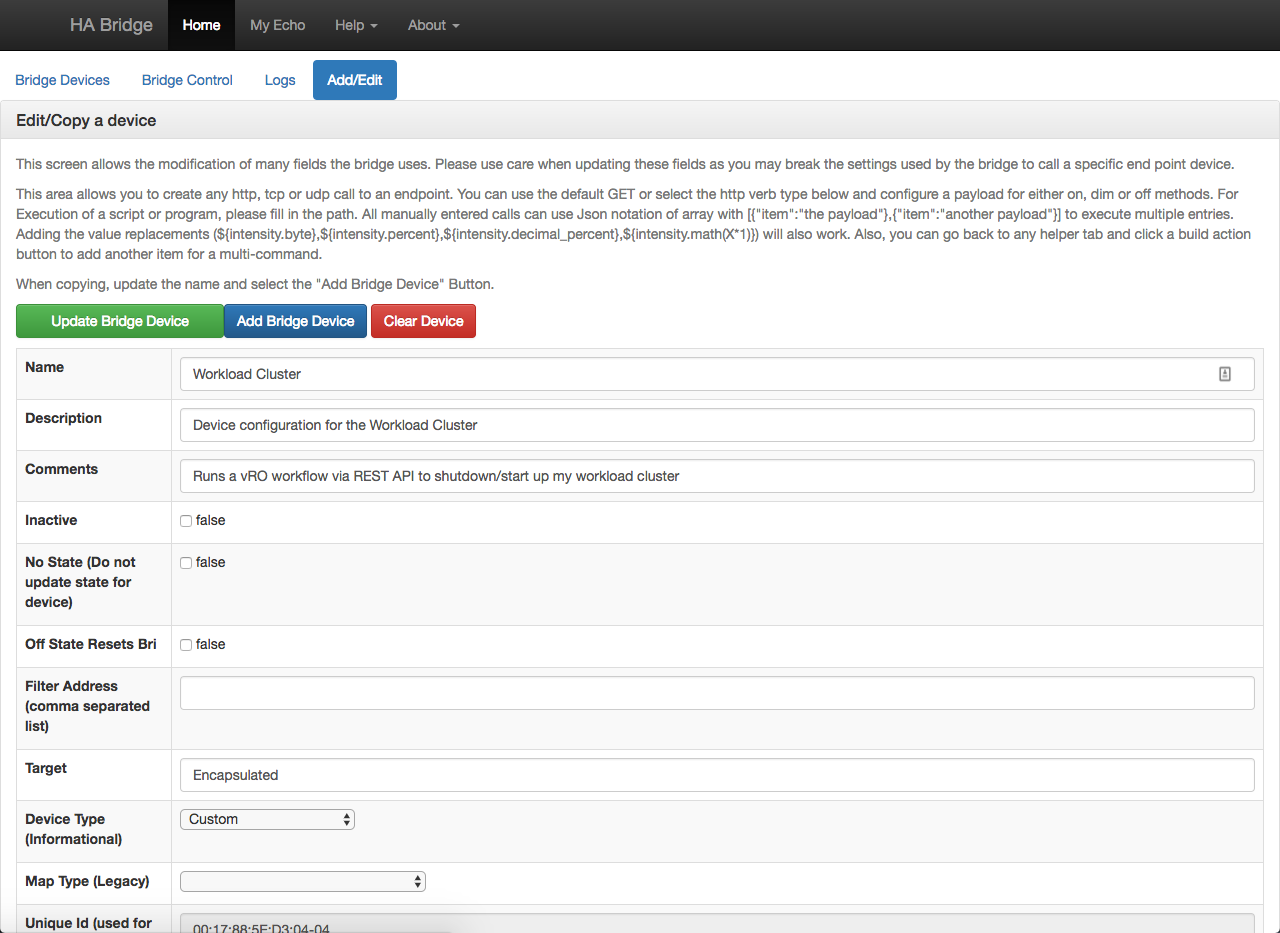 HA Bridge Home My Echo Help About
Bridge Devices Bridge Control Logs Add/Edit
Edit/Copy a device
This screen allows the modification of many fields the bridge uses. Please use care when updating these fields as you may break the settings used by the bridge to call a specific end point device.
This area allows you to create any http, tcp or udp call to an endpoint. You can use the default GET or select the http verb type below and configure a payload for either on, dim or off methods. For
Execution of a script or program, please fill in the path. All manually entered calls can use Json notation of array with [{"item":"the payload"},{"item":"another payload"}] to execute multiple entries.
Adding the value replacements (${intensity.byte},${intensity.percent},${intensity.decimal_percent},${intensity.math(X*1)}) will also work. Also, you can go back to any helper tab and click a build action
button to add another item for a multi-command.
When copying, update the name and select the "Add Bridge Device" Button.
Update Bridge Device Add Bridge Device Clear Device
Name Workload Cluster
Description Device configuration for the Workload Cluster
Comments Runs a vRO workflow via REST API to shutdown/start up my workload cluster
Inactive false
No State (Do not false
update state for
device)
Off State Resets Bri false
Filter Address
(comma separated
list)
Target Encapsulated
Device Type Custom
(Informational)
Map Type (Legacy)
Unique Id (used for 00:17:88:5E:D3:04-04